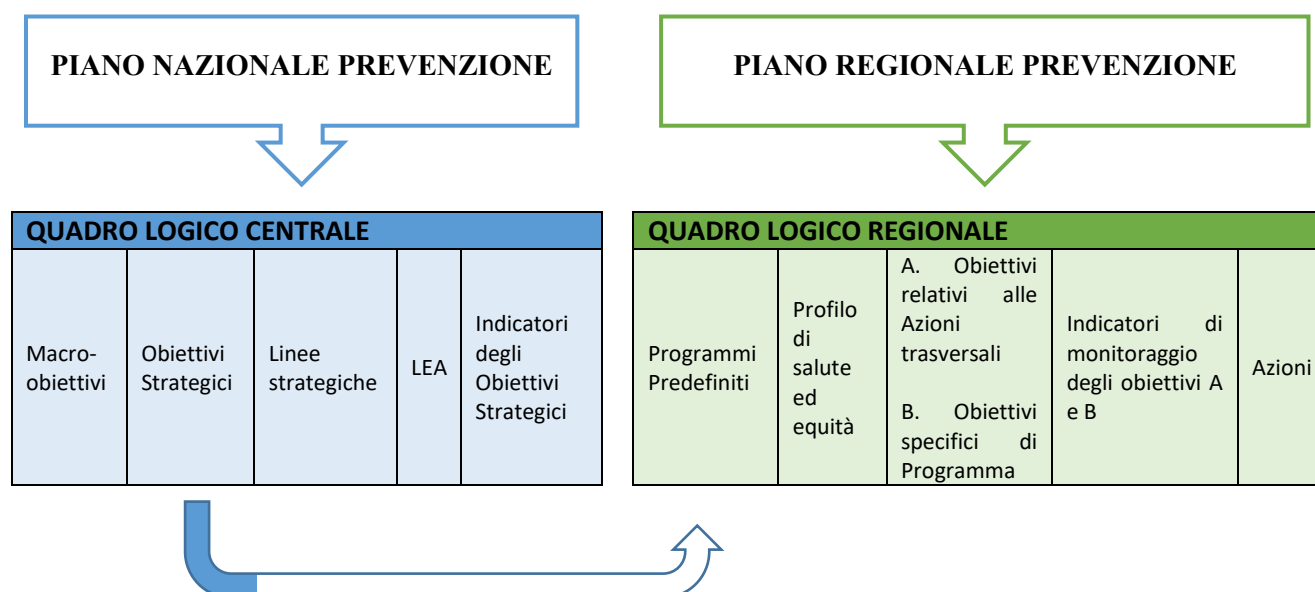 PIANO NAZIONALE PREVENZIONE
PIANO REGIONALE PREVENZIONE
QUADRO LOGICO CENTRALE
Macro-
obiettivi
Obiettivi
Strategici
Linee
strategiche
LEA
Indicatori
degli
Obiettivi
Strategici
QUADRO LOGICO REGIONALE
Programmi
Predefiniti
Profilo
di
salute
ed
equità
A. Obiettivi
relativi alle
Azioni
trasversali
B. Obiettivi
specifici di
Programma
Indicatori di
monitoraggio
degli obiettivi A
e B
Azioni